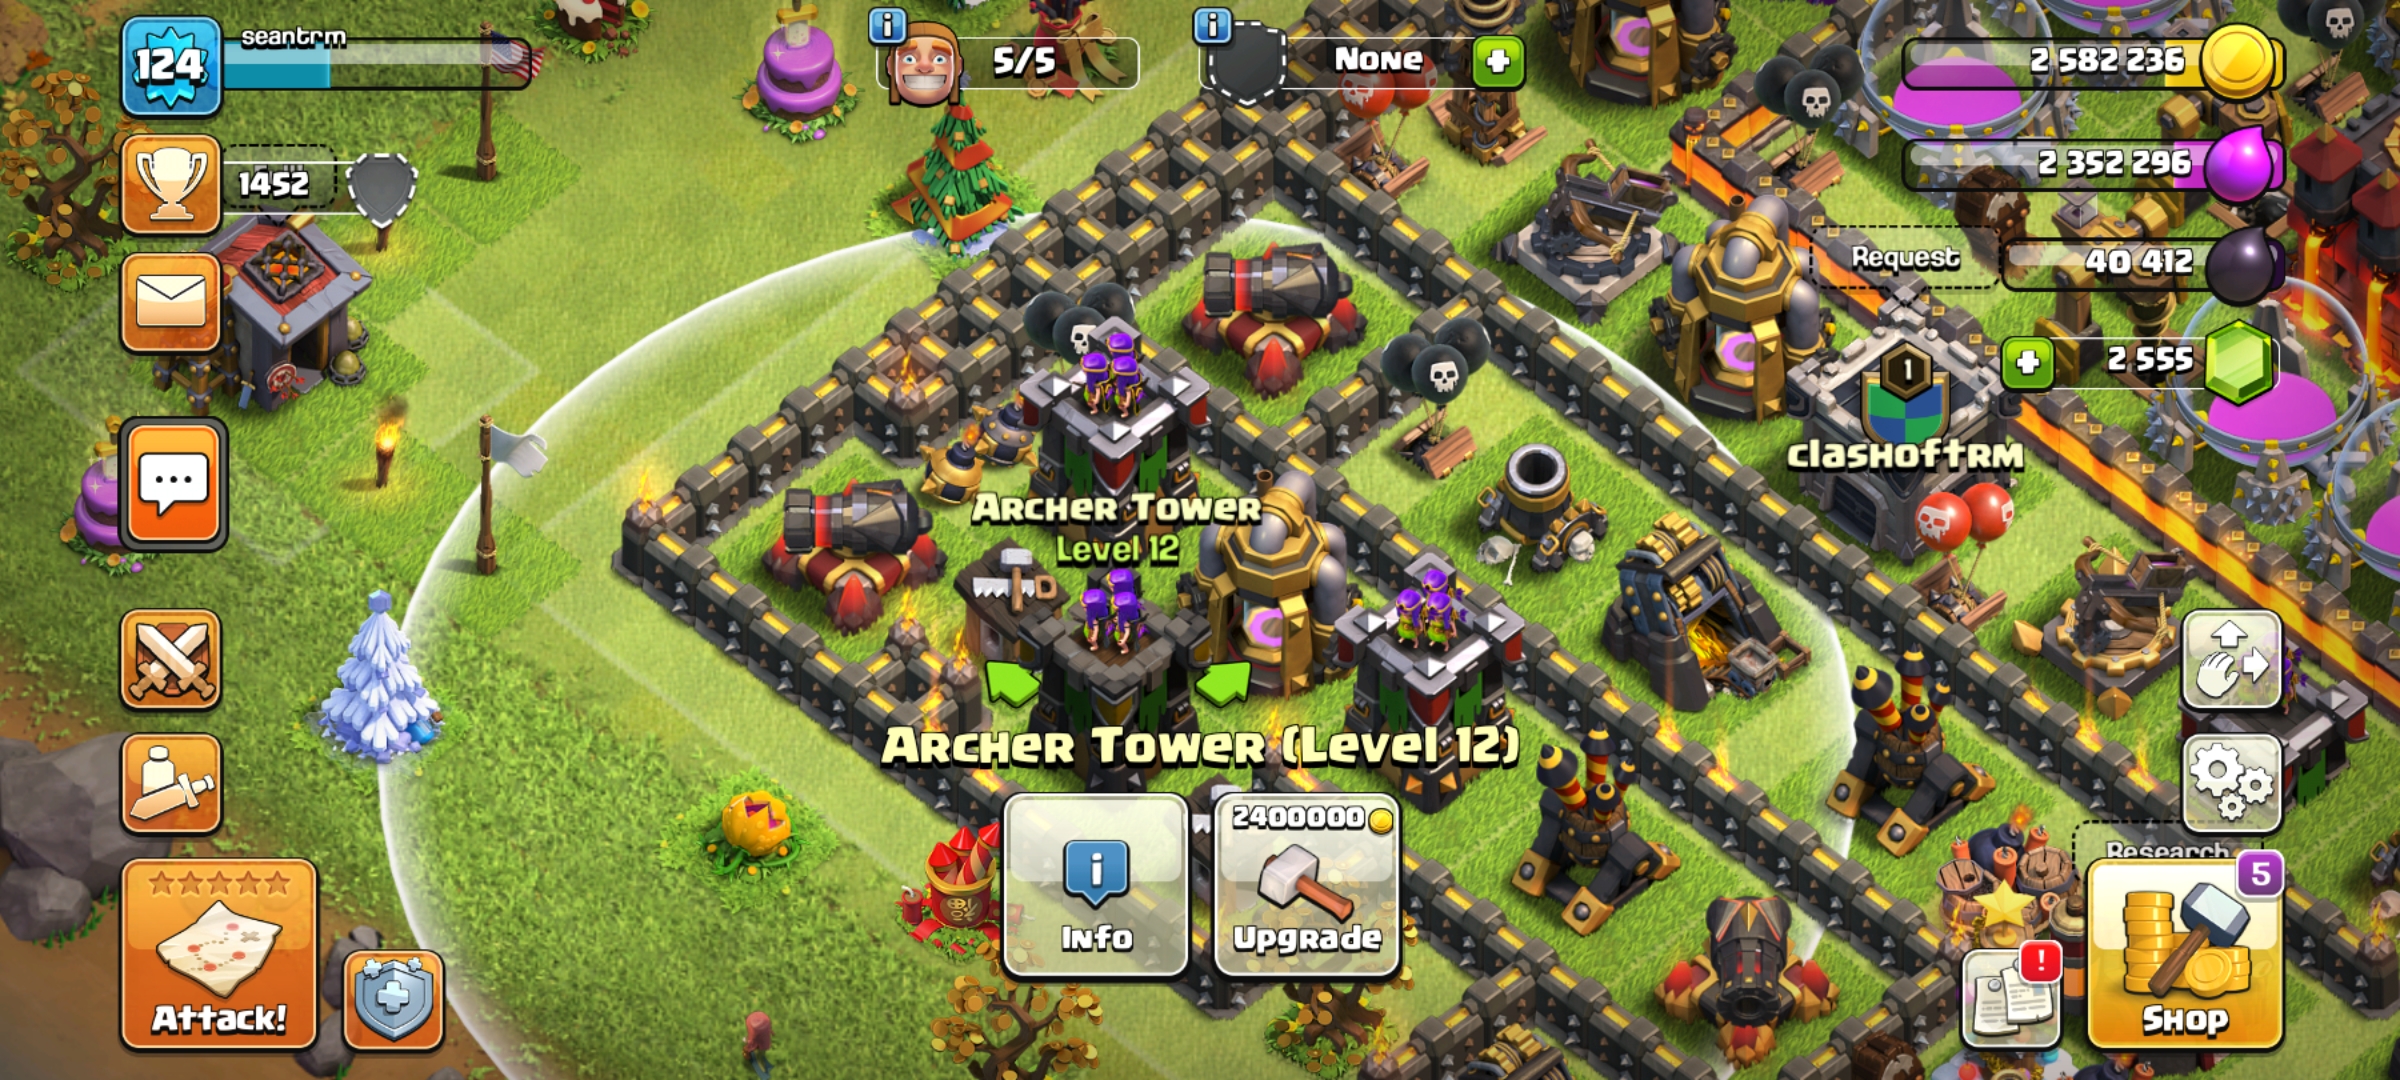 124
seantrm
5/5
None
2 582 236
1452
2 352 296
Request
40 412
1
2 555
clashoftRM
Archer Tower
Level 12
Archer Tower (Level 12)
2400000
Info
Upgrade
Research
5
!
Attack!
Shop